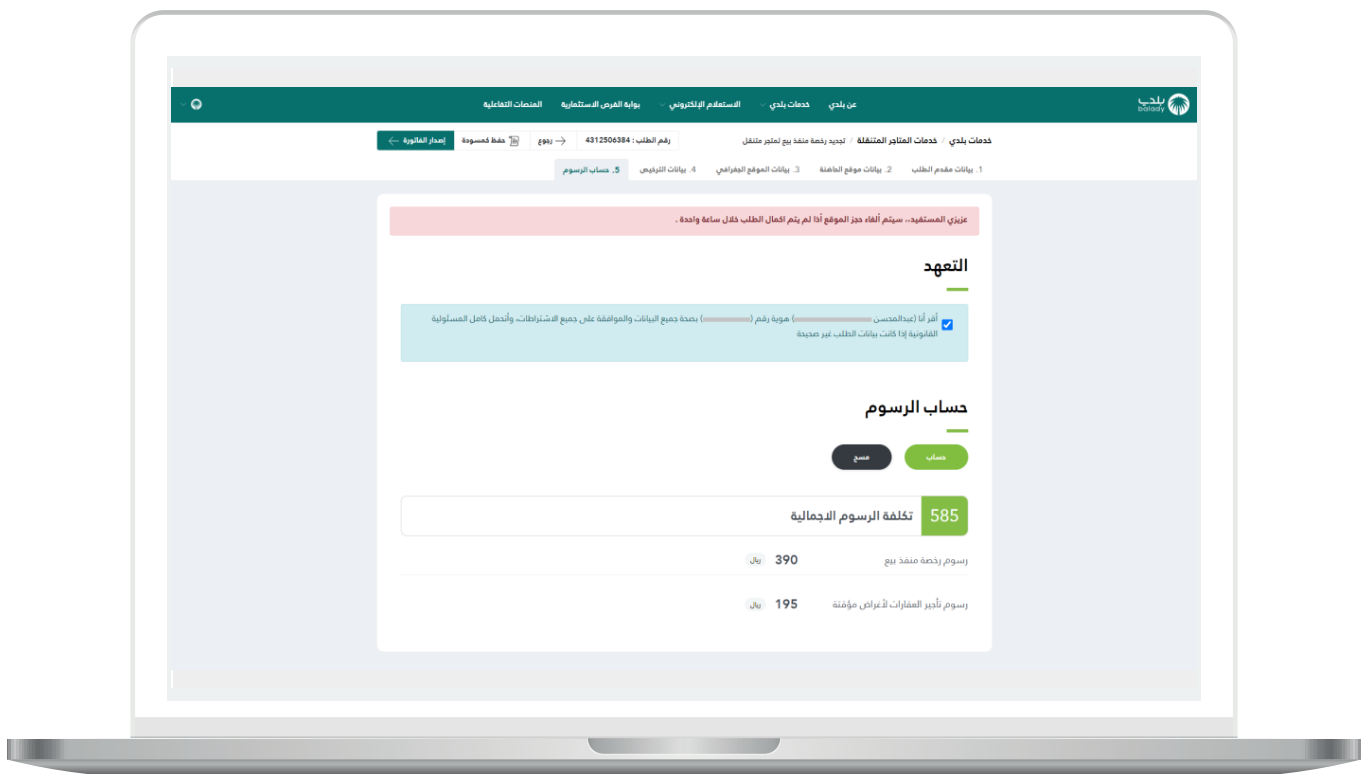 بلدي
balady
عن بلدي
خدمات بلدي
الاستعلام الإلكتروني
بوابة الفرص الاستثمارية
المنصات التفاعلية
خدمات بلدي / خدمات المتاجر المتنقلة / تجديد رخصة منفذ بيع لمتجر متنقل
رقم الطلب : 4312506384
رجوع
حفظ كمسودة
إصدار الفاتورة
1. بيانات مقدم الطلب
2. بيانات موقع الحاضنة
3. بيانات الموقع الجغرافي
4. بيانات الترخيص
5. حساب الرسوم
عزيزي المستفيد.. سيتم ألغاء حجز الموقع أذا لم يتم اكمال الطلب خلال ساعة واحدة .
التعهد
أقر أنا (عبدالمحسن) هوية رقم () بصحة جميع البيانات والموافقة على جميع الاشتراطات، وأتحمل كامل المسئولية
القانونية إذا كانت بيانات الطلب غير صحيحة
حساب الرسوم
حساب
مسح
585 تكلفة الرسوم الاجمالية
رسوم رخصة منفذ بيع 390 ريال
رسوم تأجير العقارات لأغراض مؤقتة 195 ريال